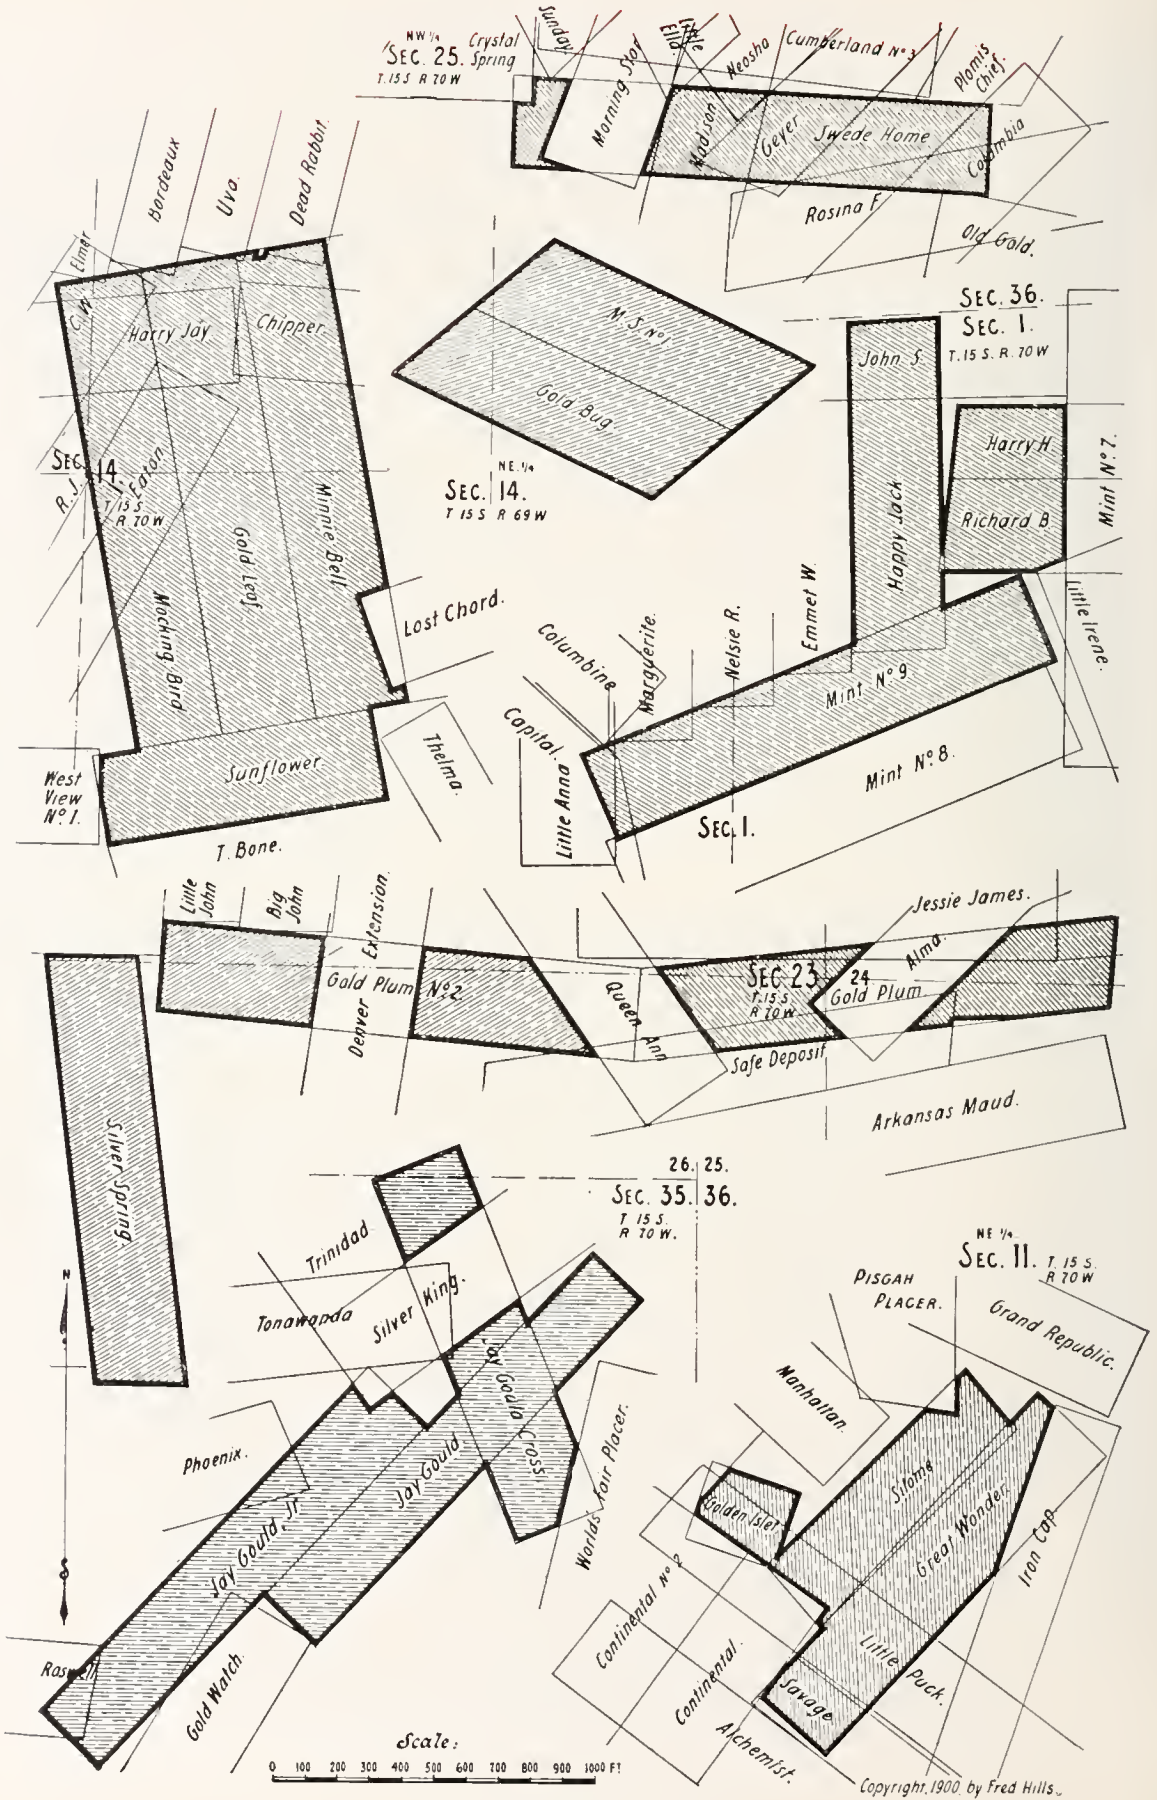 NW 1/4
SEC. 25.
T. 15 S R 70 W
Crystal
Spring
Sunday
Morning Star
Little
Ella.
Neosha
Cumberland No 3
Plomis
Chief.
Madison
Geyer
Swede Home
Columbia
Rosina F
Old Gold.
Bordeaux
Uva.
Dead Rabbit.
Elmer
C. W.
Harry Jay
Chipper.
SEC. 14.
T 15 S.
R 70 W
R. J.
Eaton
Mocking Bird
Gold Leaf
Minnie Bell
Lost Chord.
Sunflower.
Thelma.
West
View
No 1.
T. Bone.
M. S. No 1
Gold Bug
NE. 1/4
SEC. 14.
T 15 S R 69 W
SEC. 36.
SEC. 1.
T. 15 S. R. 70 W
John S.
Happy Jack
Harry H
Richard B
Mint No 7.
Little Irene.
Emmet W.
Nelsie R.
Marguerite.
Columbine
Capital.
Little Anna
Mint No 9
Mint No 8.
SEC. 1.
Little
John
Big
John
Denver Extension.
Gold Plum No 2.
Queen Ann
SEC 23
24
T. 15 S.
R 70 W
Gold Plum
Alma.
Jessie James.
Safe Deposit
Arkansas Maud.
Silver Spring.
N
S
26. 25.
SEC. 35. 36.
T 15 S.
R 70 W.
Trinidad
Tonawanda
Silver King.
Jay Gould Cross
Jay Gould
Jay Gould, Jr.
Phoenix.
Worlds Fair Placer.
Raswell
Gold Watch.
NE 1/4
SEC. 11.
T. 15 S.
R 70 W
PISGAH
PLACER.
Grand Republic.
Manhattan.
Golden Islet
Siloma
Great Wonder
Iron Cap
Continental No 2
Continental.
Little Puck.
Savage
Alchemist.
Scale:
0 100 200 300 400 500 600 700 800 900 1000 FT
Copyright, 1900, by Fred Hills.